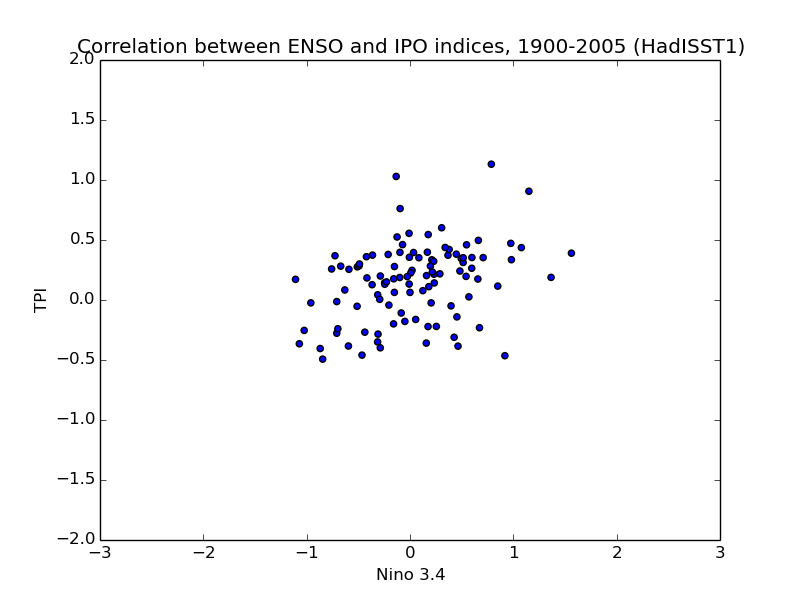 Correlation between ENSO and IPO indices, 1900-2005 (HadISST1)
2.0
1.5
1.0
0.5
0.0
−0.5
−1.0
−1.5
−2.0
TPI
−3 −2 −1 0 1 2 3
Nino 3.4